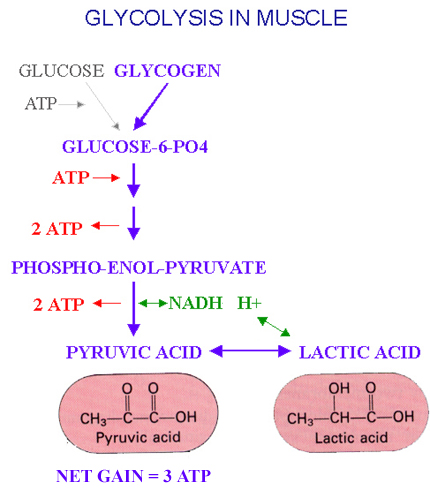 GLYCOLYSIS IN MUSCLE
GLUCOSE GLYCOGEN
ATP
GLUCOSE-6-PO4
ATP
2 ATP
PHOSPHO-ENOL-PYRUVATE
2 ATP NADH H+
PYRUVIC ACID LACTIC ACID
O O
CH3—C—C—OH
Pyruvic acid
OH O
CH3—CH—C—OH
Lactic acid
NET GAIN = 3 ATP